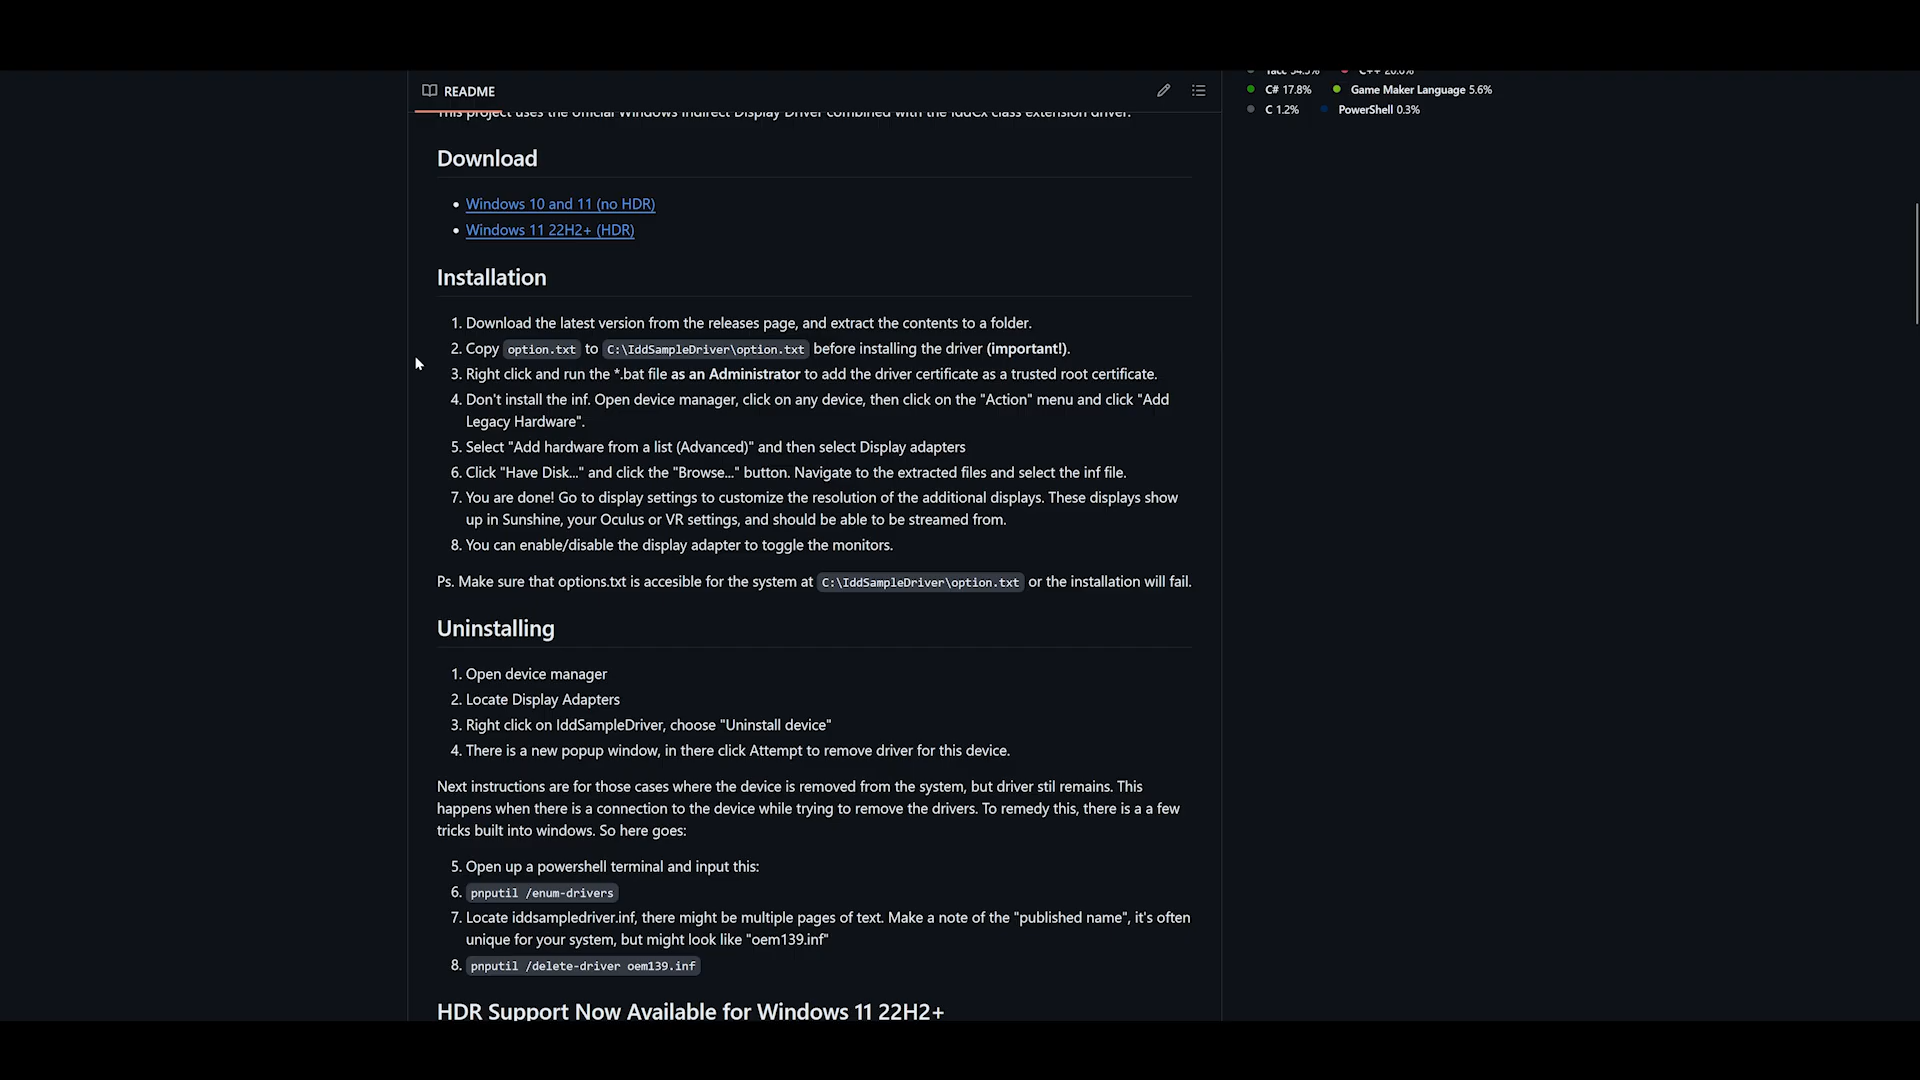 README
This project uses the official Windows Indirect Display Driver combined with the IddCx class extension driver.
Download
Windows 10 and 11 (no HDR)
Windows 11 22H2+ (HDR)
Installation
1. Download the latest version from the releases page, and extract the contents to a folder.
2. Copy option.txt to C:\IddSampleDriver\option.txt before installing the driver (important!).
3. Right click and run the *.bat file as an Administrator to add the driver certificate as a trusted root certificate.
4. Don't install the inf. Open device manager, click on any device, then click on the "Action" menu and click "Add
Legacy Hardware".
5. Select "Add hardware from a list (Advanced)" and then select Display adapters
6. Click "Have Disk..." and click the "Browse..." button. Navigate to the extracted files and select the inf file.
7. You are done! Go to display settings to customize the resolution of the additional displays. These displays show
up in Sunshine, your Oculus or VR settings, and should be able to be streamed from.
8. You can enable/disable the display adapter to toggle the monitors.
Ps. Make sure that options.txt is accesible for the system at C:\IddSampleDriver\option.txt or the installation will fail.
Uninstalling
1. Open device manager
2. Locate Display Adapters
3. Right click on IddSampleDriver, choose "Uninstall device"
4. There is a new popup window, in there click Attempt to remove driver for this device.
Next instructions are for those cases where the device is removed from the system, but driver stil remains. This
happens when there is a connection to the device while trying to remove the drivers. To remedy this, there is a a few
tricks built into windows. So here goes:
5. Open up a powershell terminal and input this:
6. pnputil /enum-drivers
7. Locate iddsampledriver.inf, there might be multiple pages of text. Make a note of the "published name", it's often
unique for your system, but might look like "oem139.inf"
8. pnputil /delete-driver oem139.inf
HDR Support Now Available for Windows 11 22H2+
C# 17.8% Game Maker Language 5.6%
C 1.2% PowerShell 0.3%